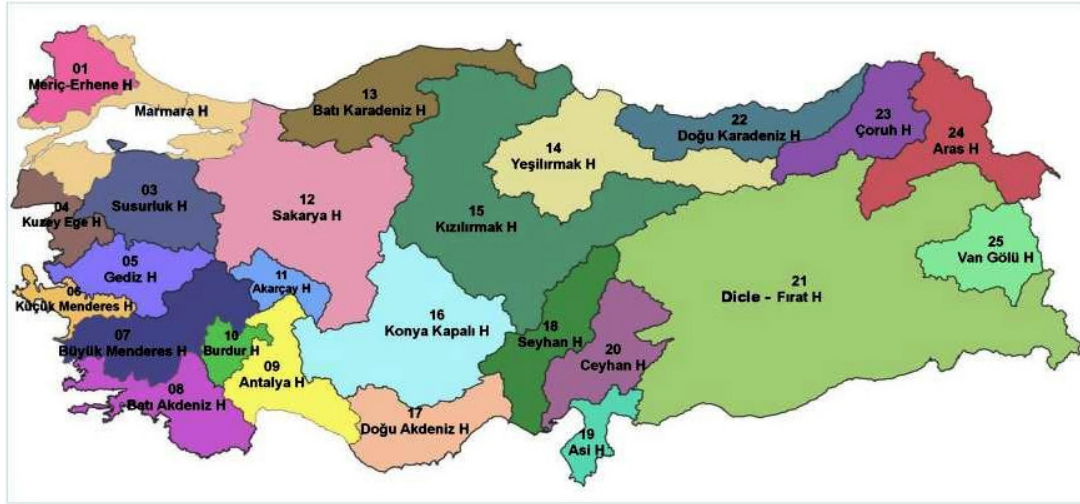 01
Meriç-Erhene H
Marmara H
03
Susurluk H
04
Kuzey Ege H
05
Gediz H
06
Küçük Menderes H
07
Büyük Menderes H
08
Batı Akdeniz H
09
Antalya H
10
Burdur H
11
Akarçay H
12
Sakarya H
13
Batı Karadeniz H
14
Yeşilırmak H
15
Kızılırmak H
16
Konya Kapalı H
17
Doğu Akdeniz H
18
Seyhan H
19
Asi H
20
Ceyhan H
21
Dicle - Fırat H
22
Doğu Karadeniz H
23
Çoruh H
24
Aras H
25
Van Gölü H